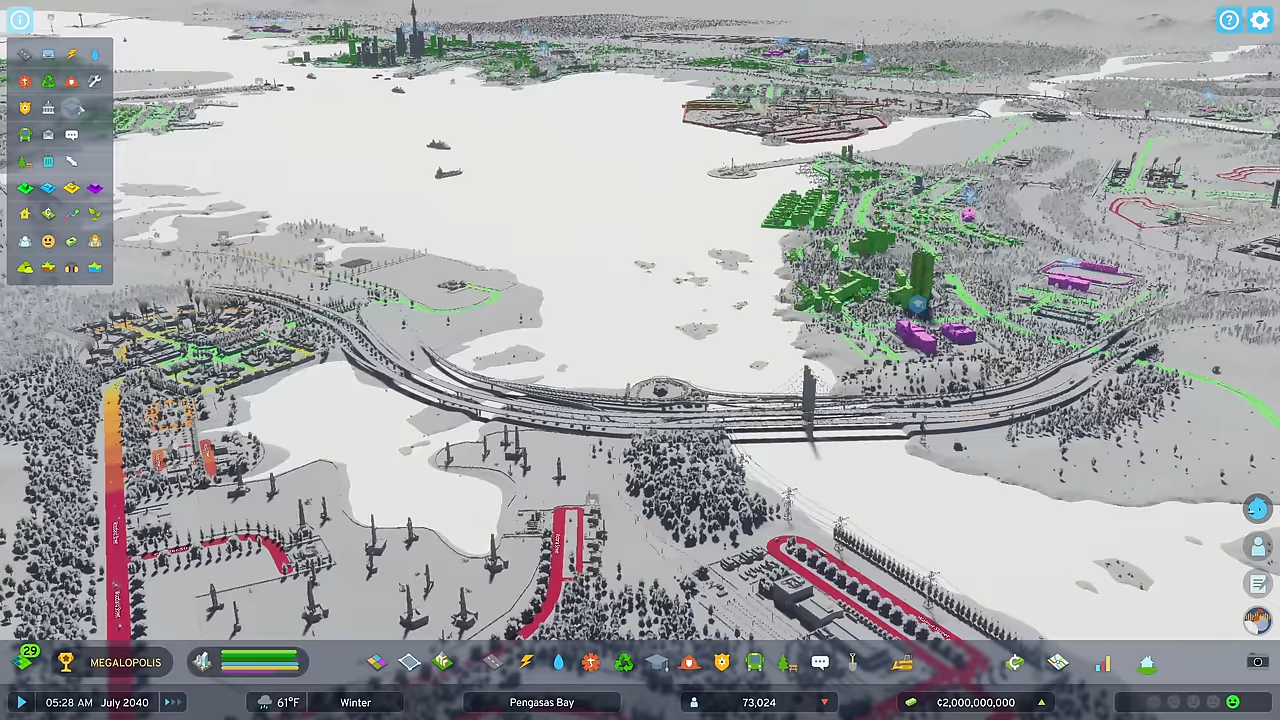 29
MEGALOPOLIS
05:28 AM July 2040
61°F
Winter
Pengasas Bay
73,024
¢2,000,000,000